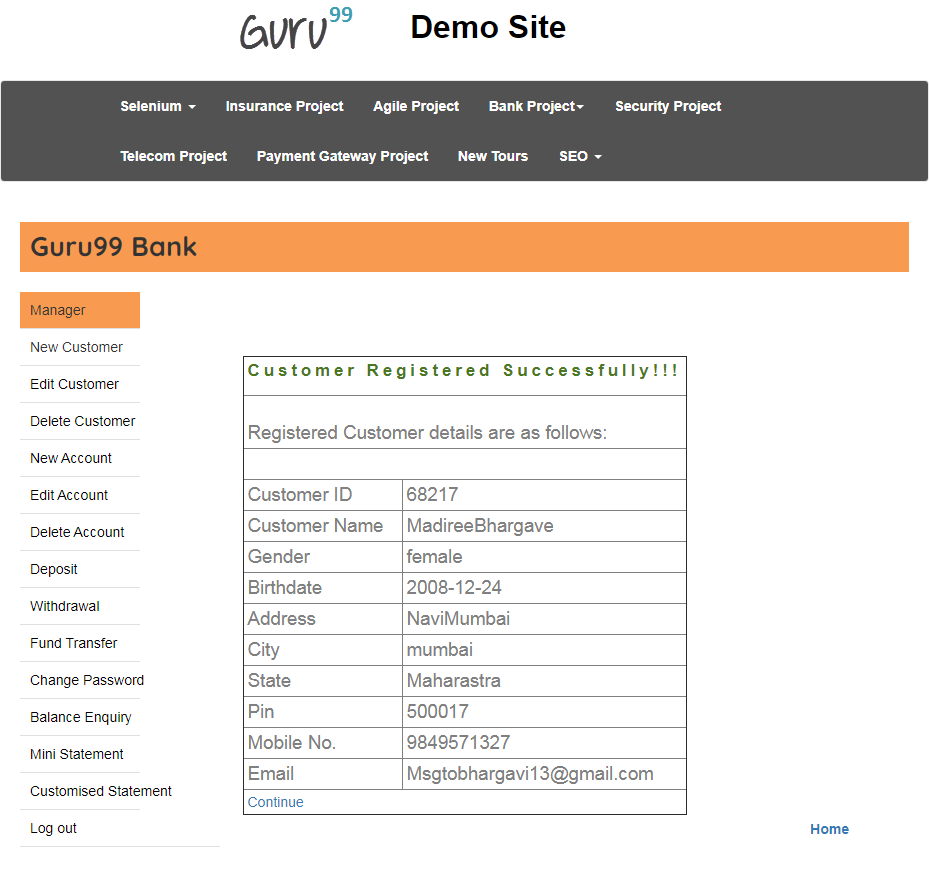 Guru99 Demo Site
Selenium Insurance Project Agile Project Bank Project Security Project
Telecom Project Payment Gateway Project New Tours SEO
Guru99 Bank
Manager
New Customer
Edit Customer
Delete Customer
New Account
Edit Account
Delete Account
Deposit
Withdrawal
Fund Transfer
Change Password
Balance Enquiry
Mini Statement
Customised Statement
Log out
Customer Registered Successfully!!!
Registered Customer details are as follows:
Customer ID 68217
Customer Name MadireeBhargave
Gender female
Birthdate 2008-12-24
Address NaviMumbai
City mumbai
State Maharastra
Pin 500017
Mobile No. 9849571327
Email Msgtobhargavi13@gmail.com
Continue
Home